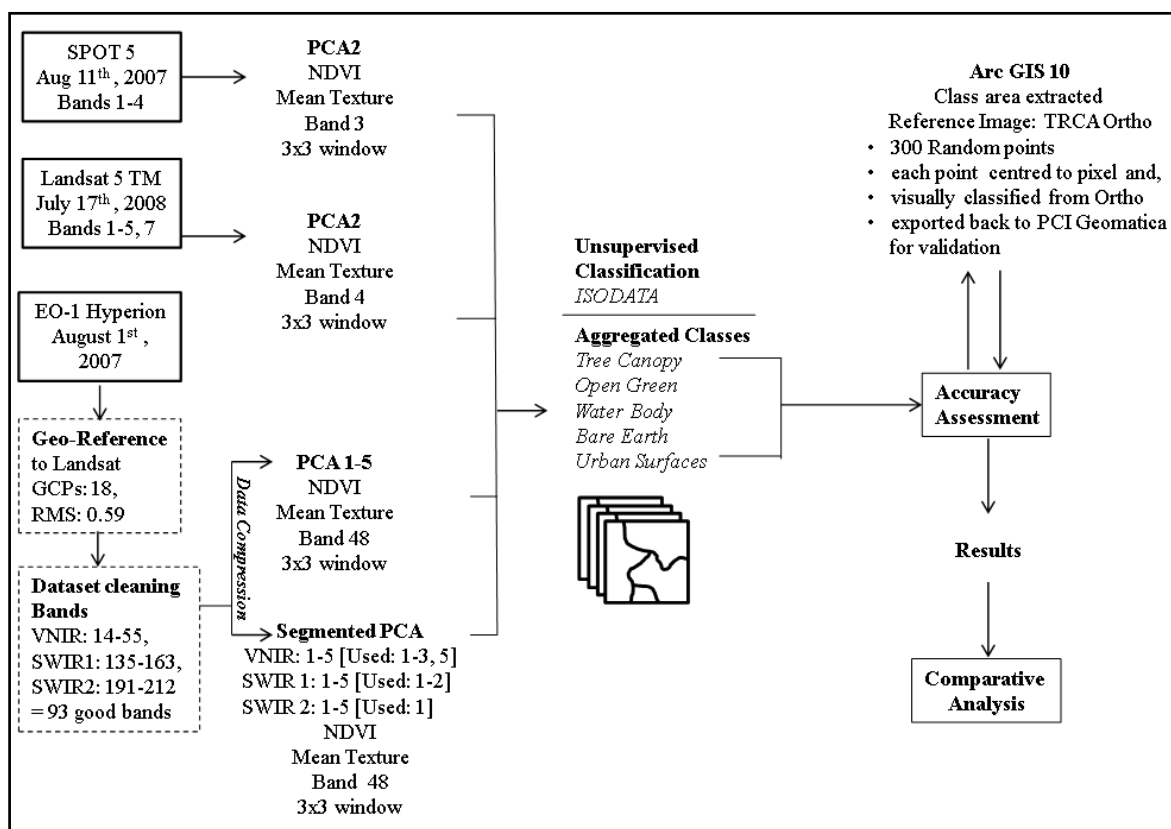 SPOT 5
Aug 11th , 2007
Bands 1-4
PCA2
NDVI
Mean Texture
Band 3
3x3 window
Landsat 5 TM
July 17th, 2008
Bands 1-5, 7
PCA2
NDVI
Mean Texture
Band 4
3x3 window
EO-1 Hyperion
August 1st ,
2007
Geo-Reference
to Landsat
GCPs: 18,
RMS: 0.59
Dataset cleaning
Bands
VNIR: 14-55,
SWIR1: 135-163,
SWIR2: 191-212
= 93 good bands
Data Compression
PCA 1-5
NDVI
Mean Texture
Band 48
3x3 window
Segmented PCA
VNIR: 1-5 [Used: 1-3, 5]
SWIR 1: 1-5 [Used: 1-2]
SWIR 2: 1-5 [Used: 1]
NDVI
Mean Texture
Band 48
3x3 window
Unsupervised
Classification
ISODATA
Aggregated Classes
Tree Canopy
Open Green
Water Body
Bare Earth
Urban Surfaces
Arc GIS 10
Class area extracted
Reference Image: TRCA Ortho
• 300 Random points
• each point centred to pixel and,
• visually classified from Ortho
• exported back to PCI Geomatica
for validation
Accuracy
Assessment
Results
Comparative
Analysis